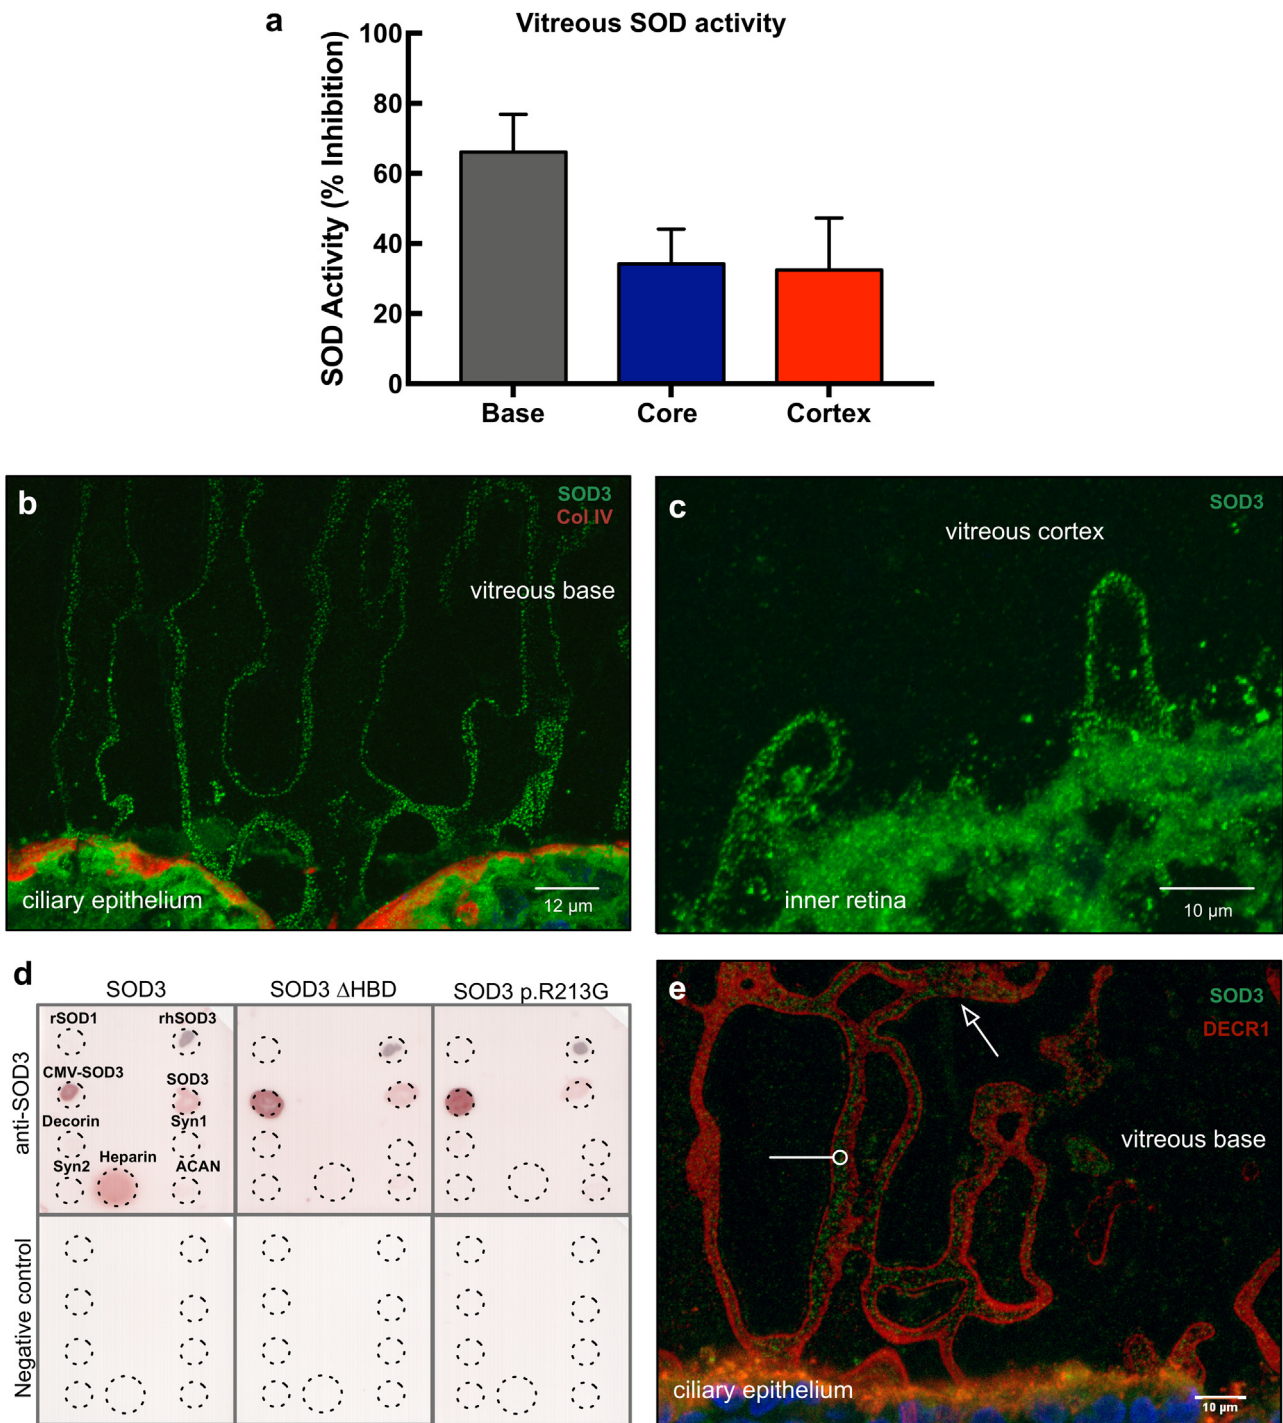 a
Vitreous SOD activity
SOD Activity (% Inhibition)
100
80
60
40
20
0
Base
Core
Cortex
b
SOD3
Col IV
vitreous base
ciliary epithelium
12 µm
c
SOD3
vitreous cortex
inner retina
10 µm
d
SOD3
SOD3 ΔHBD
SOD3 p.R213G
anti-SOD3
rSOD1
rhSOD3
CMV-SOD3
SOD3
Decorin
Syn1
Syn2
Heparin
ACAN
Negative control
e
SOD3
DECR1
vitreous base
ciliary epithelium
10 µm